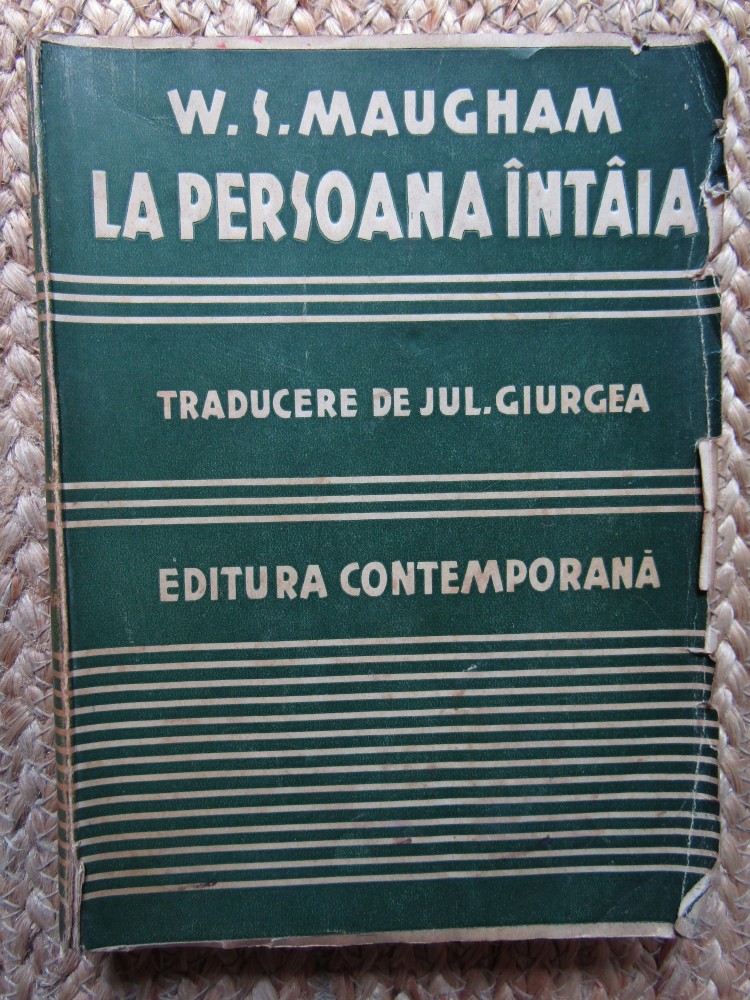 W. S. MAUGHAM
LA PERSOANA ÎNTÂIA
TRADUCERE DE JUL. GIURGEA
EDITURA CONTEMPORANĂ